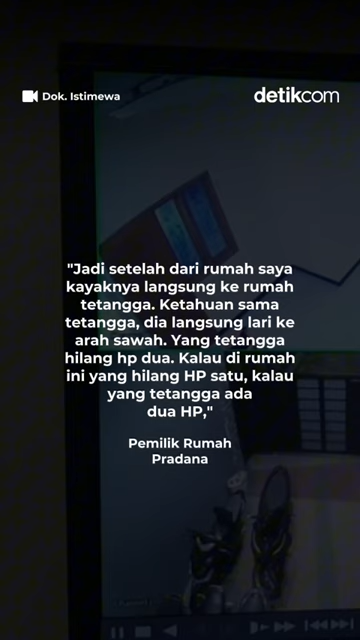 Dok. Istimewa
detikcom
"Jadi setelah dari rumah saya
kayaknya langsung ke rumah
tetangga. Ketahuan sama
tetangga, dia langsung lari ke
arah sawah. Yang tetangga
hilang hp dua. Kalau di rumah
ini yang hilang HP satu, kalau
yang tetangga ada
dua HP,"
Pemilik Rumah
Pradana